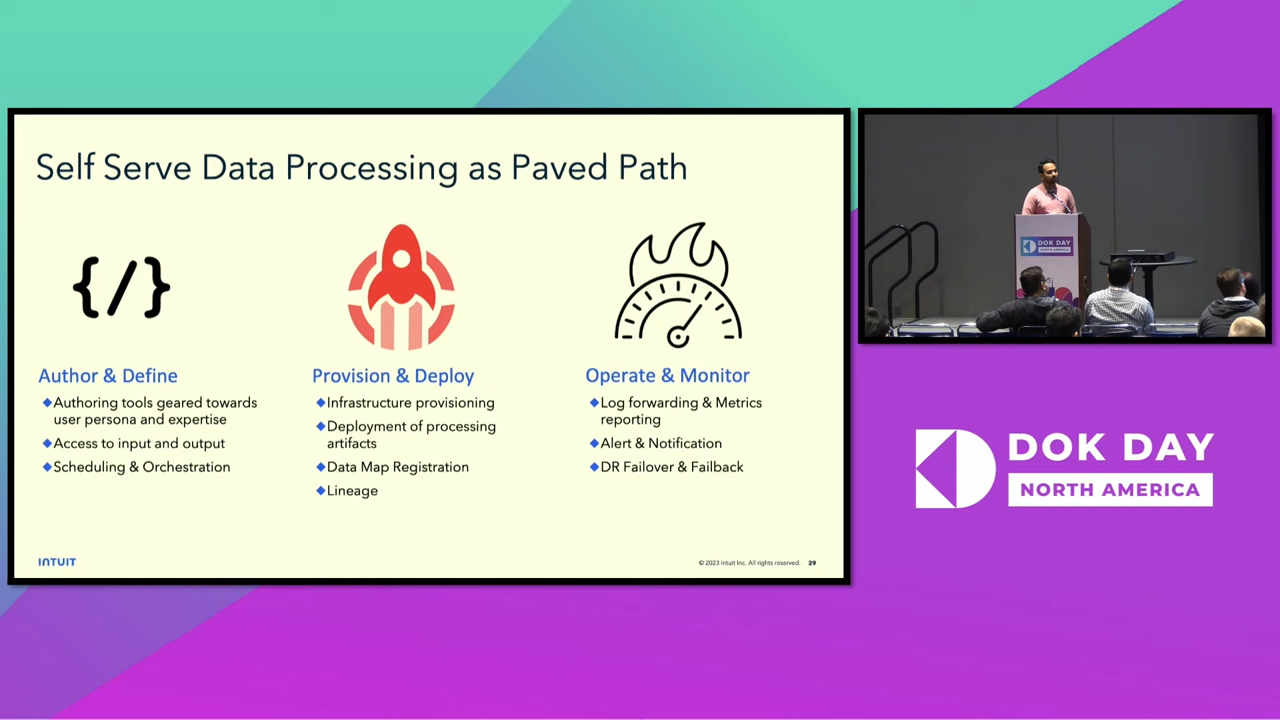 Self Serve Data Processing as Paved Path
{/}
Author & Define
◆Authoring tools geared towards
user persona and expertise
◆Access to input and output
◆Scheduling & Orchestration
Provision & Deploy
◆Infrastructure provisioning
◆Deployment of processing
artifacts
◆Data Map Registration
◆Lineage
Operate & Monitor
◆Log forwarding & Metrics
reporting
◆Alert & Notification
◆DR Failover & Failback
INTUIT
© 2023 Intuit Inc. All rights reserved. 29
DOK DAY
NORTH AMERICA
DOK DAY
NORTH AMERICA